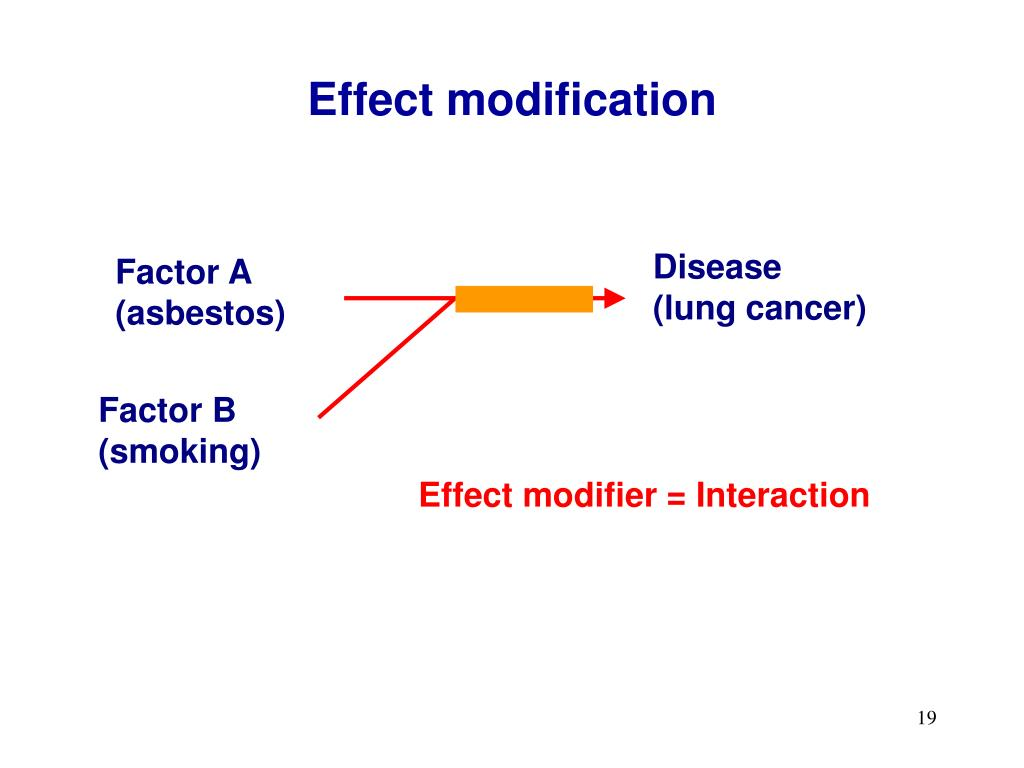 Effect modification
Factor A
(asbestos)
Disease
(lung cancer)
Factor B
(smoking)
Effect modifier = Interaction
19